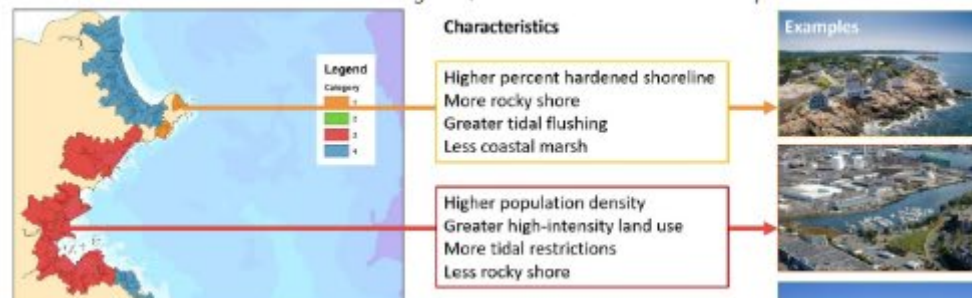 Characteristics
Examples
Legend
Category
1
2
3
4
Higher percent hardened shoreline
More rocky shore
Greater tidal flushing
Less coastal marsh
Higher population density
Greater high-intensity land use
More tidal restrictions
Less rocky shore